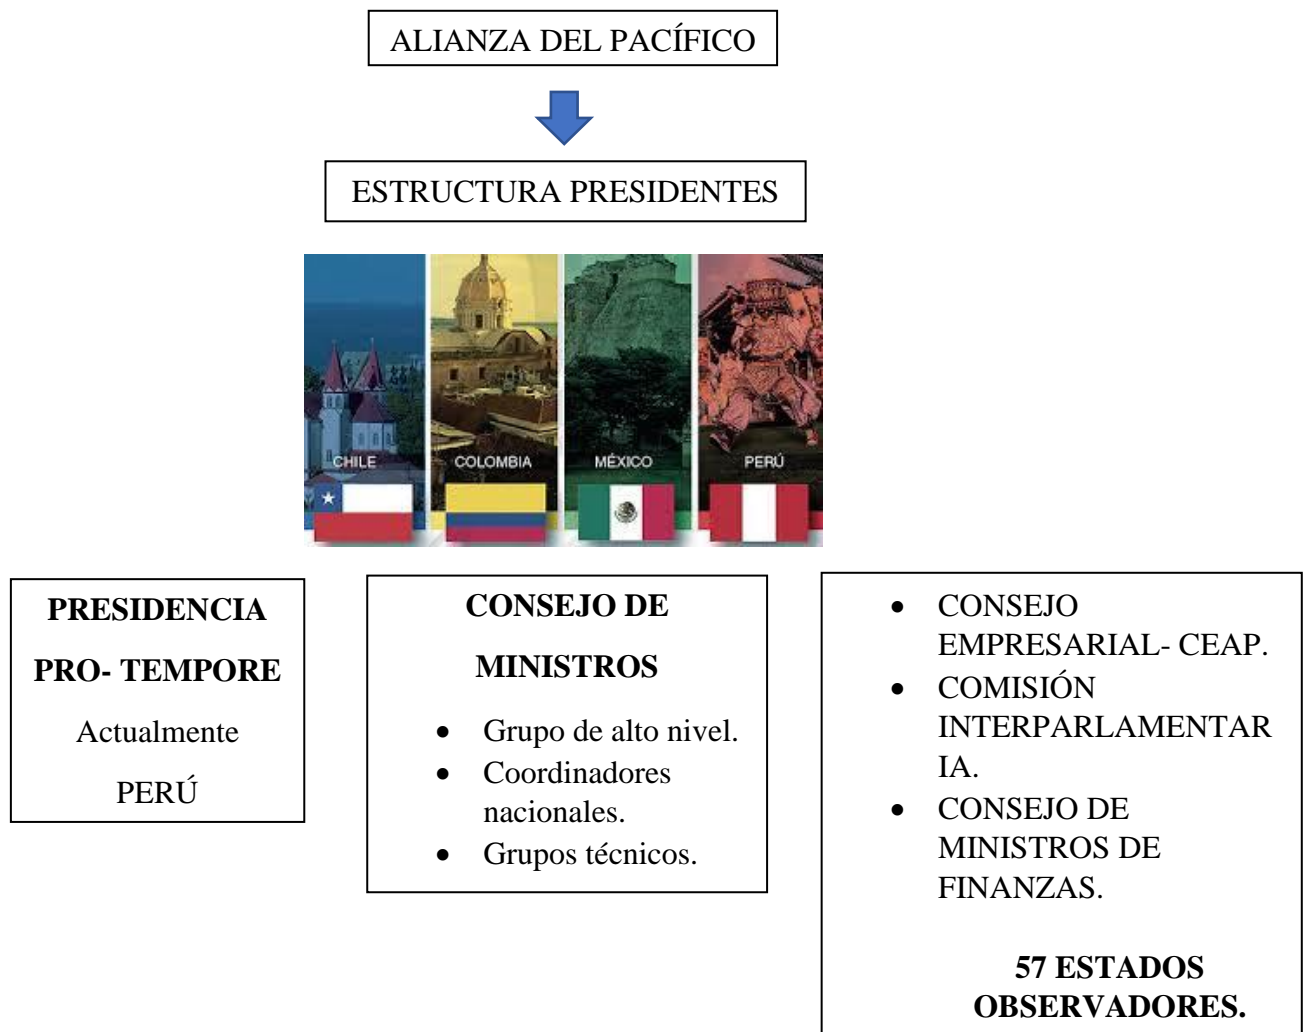 ALIANZA DEL PACÍFICO
ESTRUCTURA PRESIDENTES
CHILE
COLOMBIA
MÉXICO
PERÚ
PRESIDENCIA
PRO- TEMPORE
Actualmente
PERÚ
CONSEJO DE
MINISTROS
• Grupo de alto nivel.
• Coordinadores
nacionales.
• Grupos técnicos.
• CONSEJO
EMPRESARIAL- CEAP.
• COMISIÓN
INTERPARLAMENTAR
IA.
• CONSEJO DE
MINISTROS DE
FINANZAS.
57 ESTADOS
OBSERVADORES.